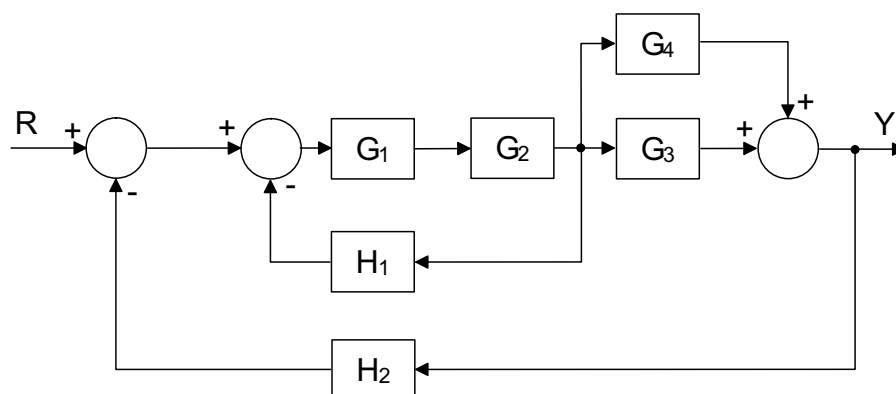 G4
R + + + + Y
G1 G2 G3
- -
H1
H2